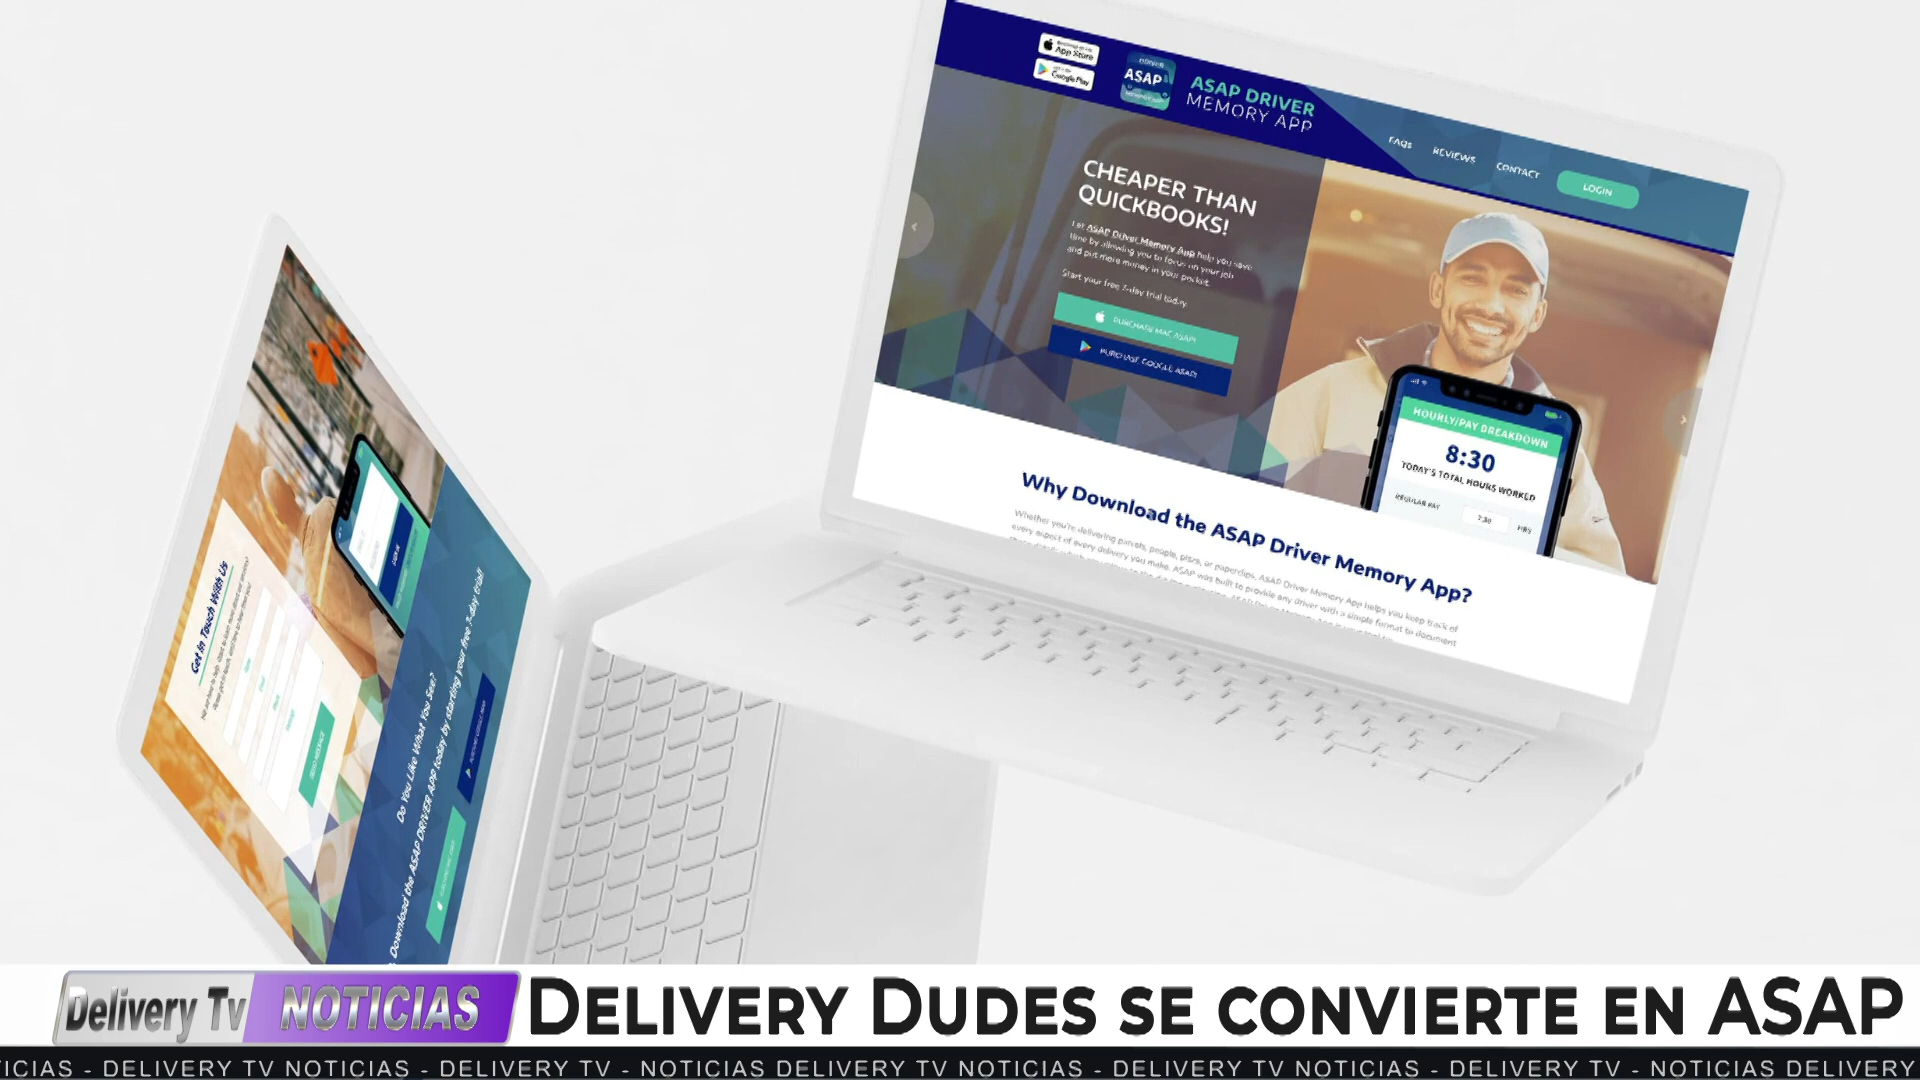 App Store
Google Play
DRIVER
ASAP
ASAP DRIVER
MEMORY APP
FAQs
REVIEWS
CONTACT
LOGIN
CHEAPER THAN
QUICKBOOKS!
Let ASAP Driver Memory App help you save
time by allowing you to focus on your job
and put more money in your pocket.
Start your free 7-day trial today.
PURCHASE MAC ASAP!
PURCHASE GOOGLE ASAP!
HOURLY/PAY BREAKDOWN
8:30
TODAY'S TOTAL HOURS WORKED
REGULAR PAY
7:30
HRS
Why Download the ASAP Driver Memory App?
Whether you're delivering parcels, people, pizza, or paperclips, ASAP Driver Memory App helps you keep track of
every aspect of every delivery you make. ASAP was built to provide any driver with a simple format to document
Get In Touch With Us
SEND MESSAGE
Do You Like What You See?
Download the ASAP DRIVER APP today by starting your free 7-day trial!
Delivery Tv NOTICIAS
DELIVERY DUDES SE CONVIERTE EN ASAP
TICIAS - DELIVERY TV NOTICIAS - DELIVERY TV - NOTICIAS DELIVERY TV NOTICIAS - DELIVERY TV NOTICIAS - DELIVERY TV - NOTICIAS DELIVERY